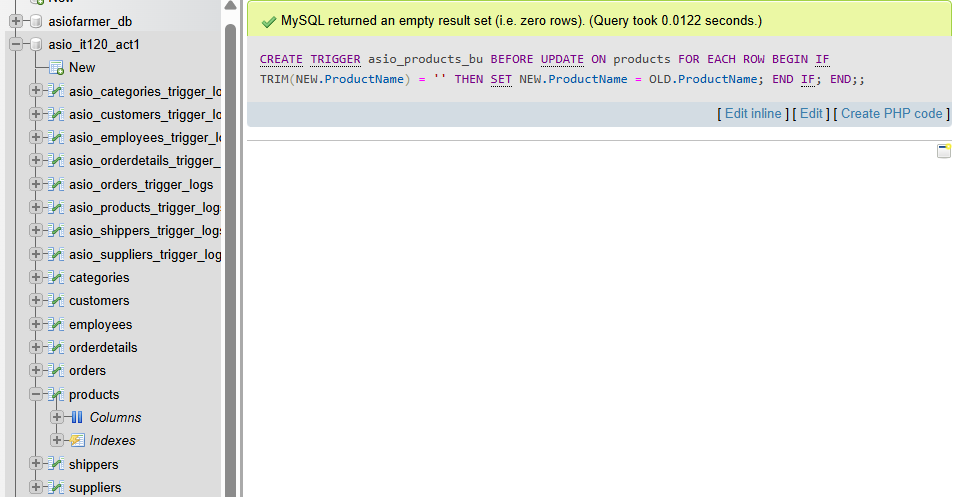 New
asiofarmer_db
asio_it120_act1
New
asio_categories_trigger_lo
asio_customers_trigger_lo
asio_employees_trigger_l
asio_orderdetails_trigger_
asio_orders_trigger_logs
asio_products_trigger_logs
asio_shippers_trigger_logs
asio_suppliers_trigger_log
categories
customers
employees
orderdetails
orders
products
Columns
Indexes
shippers
suppliers
MySQL returned an empty result set (i.e. zero rows). (Query took 0.0122 seconds.)
CREATE TRIGGER asio_products_bu BEFORE UPDATE ON products FOR EACH ROW BEGIN IF
TRIM(NEW.ProductName) = '' THEN SET NEW.ProductName = OLD.ProductName; END IF; END;;
[ Edit inline ] [ Edit ] [ Create PHP code ]